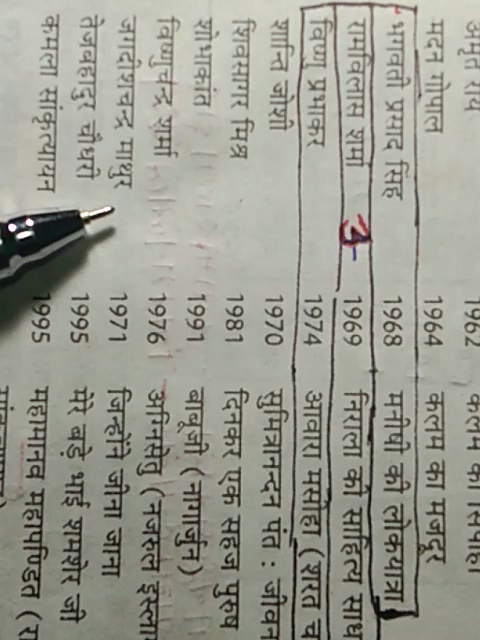 अमृत राय 1962 कलम का सिपाही
मदन गोपाल 1964 कलम का मजदूर
भगवती प्रसाद सिंह 1968 मनीषी की लोकयात्रा
रामविलास शर्मा 3 1969 निराला की साहित्य साध
विष्णु प्रभाकर 1974 आवारा मसीहा (शरत च
शान्ति जोशी 1970 सुमित्रानन्दन पंत : जीवन
शिवसागर मिश्र 1981 दिनकर एक सहज पुरुष
शोभाकांत 1991 बाबूजी (नागार्जुन)
विष्णुचन्द्र शर्मा 1976 अग्निसेतु (नजरुल इस्ला
जगदीशचन्द्र माथुर 1971 जिन्होंने जीना जाना
तेजबहादुर चौधरी 1995 मेरे बड़े भाई शमशेर जी
कमला सांकृत्यायन 1995 महामानव महापण्डित (रा